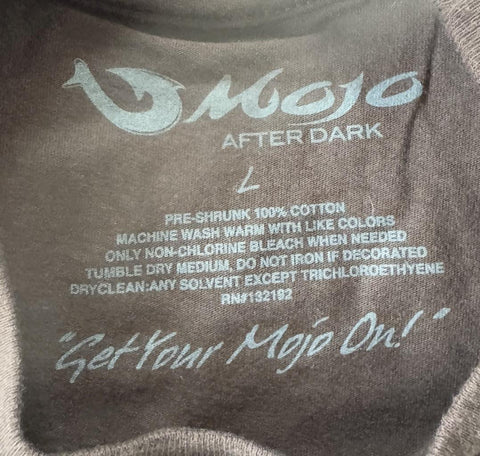 MOJO
AFTER DARK
L
PRE-SHRUNK 100% COTTON
MACHINE WASH WARM WITH LIKE COLORS
ONLY NON-CHLORINE BLEACH WHEN NEEDED
TUMBLE DRY MEDIUM, DO NOT IRON IF DECORATED
DRYCLEAN:ANY SOLVENT EXCEPT TRICHLOROETHYENE
RN#132192
"Get Your Mojo On!"